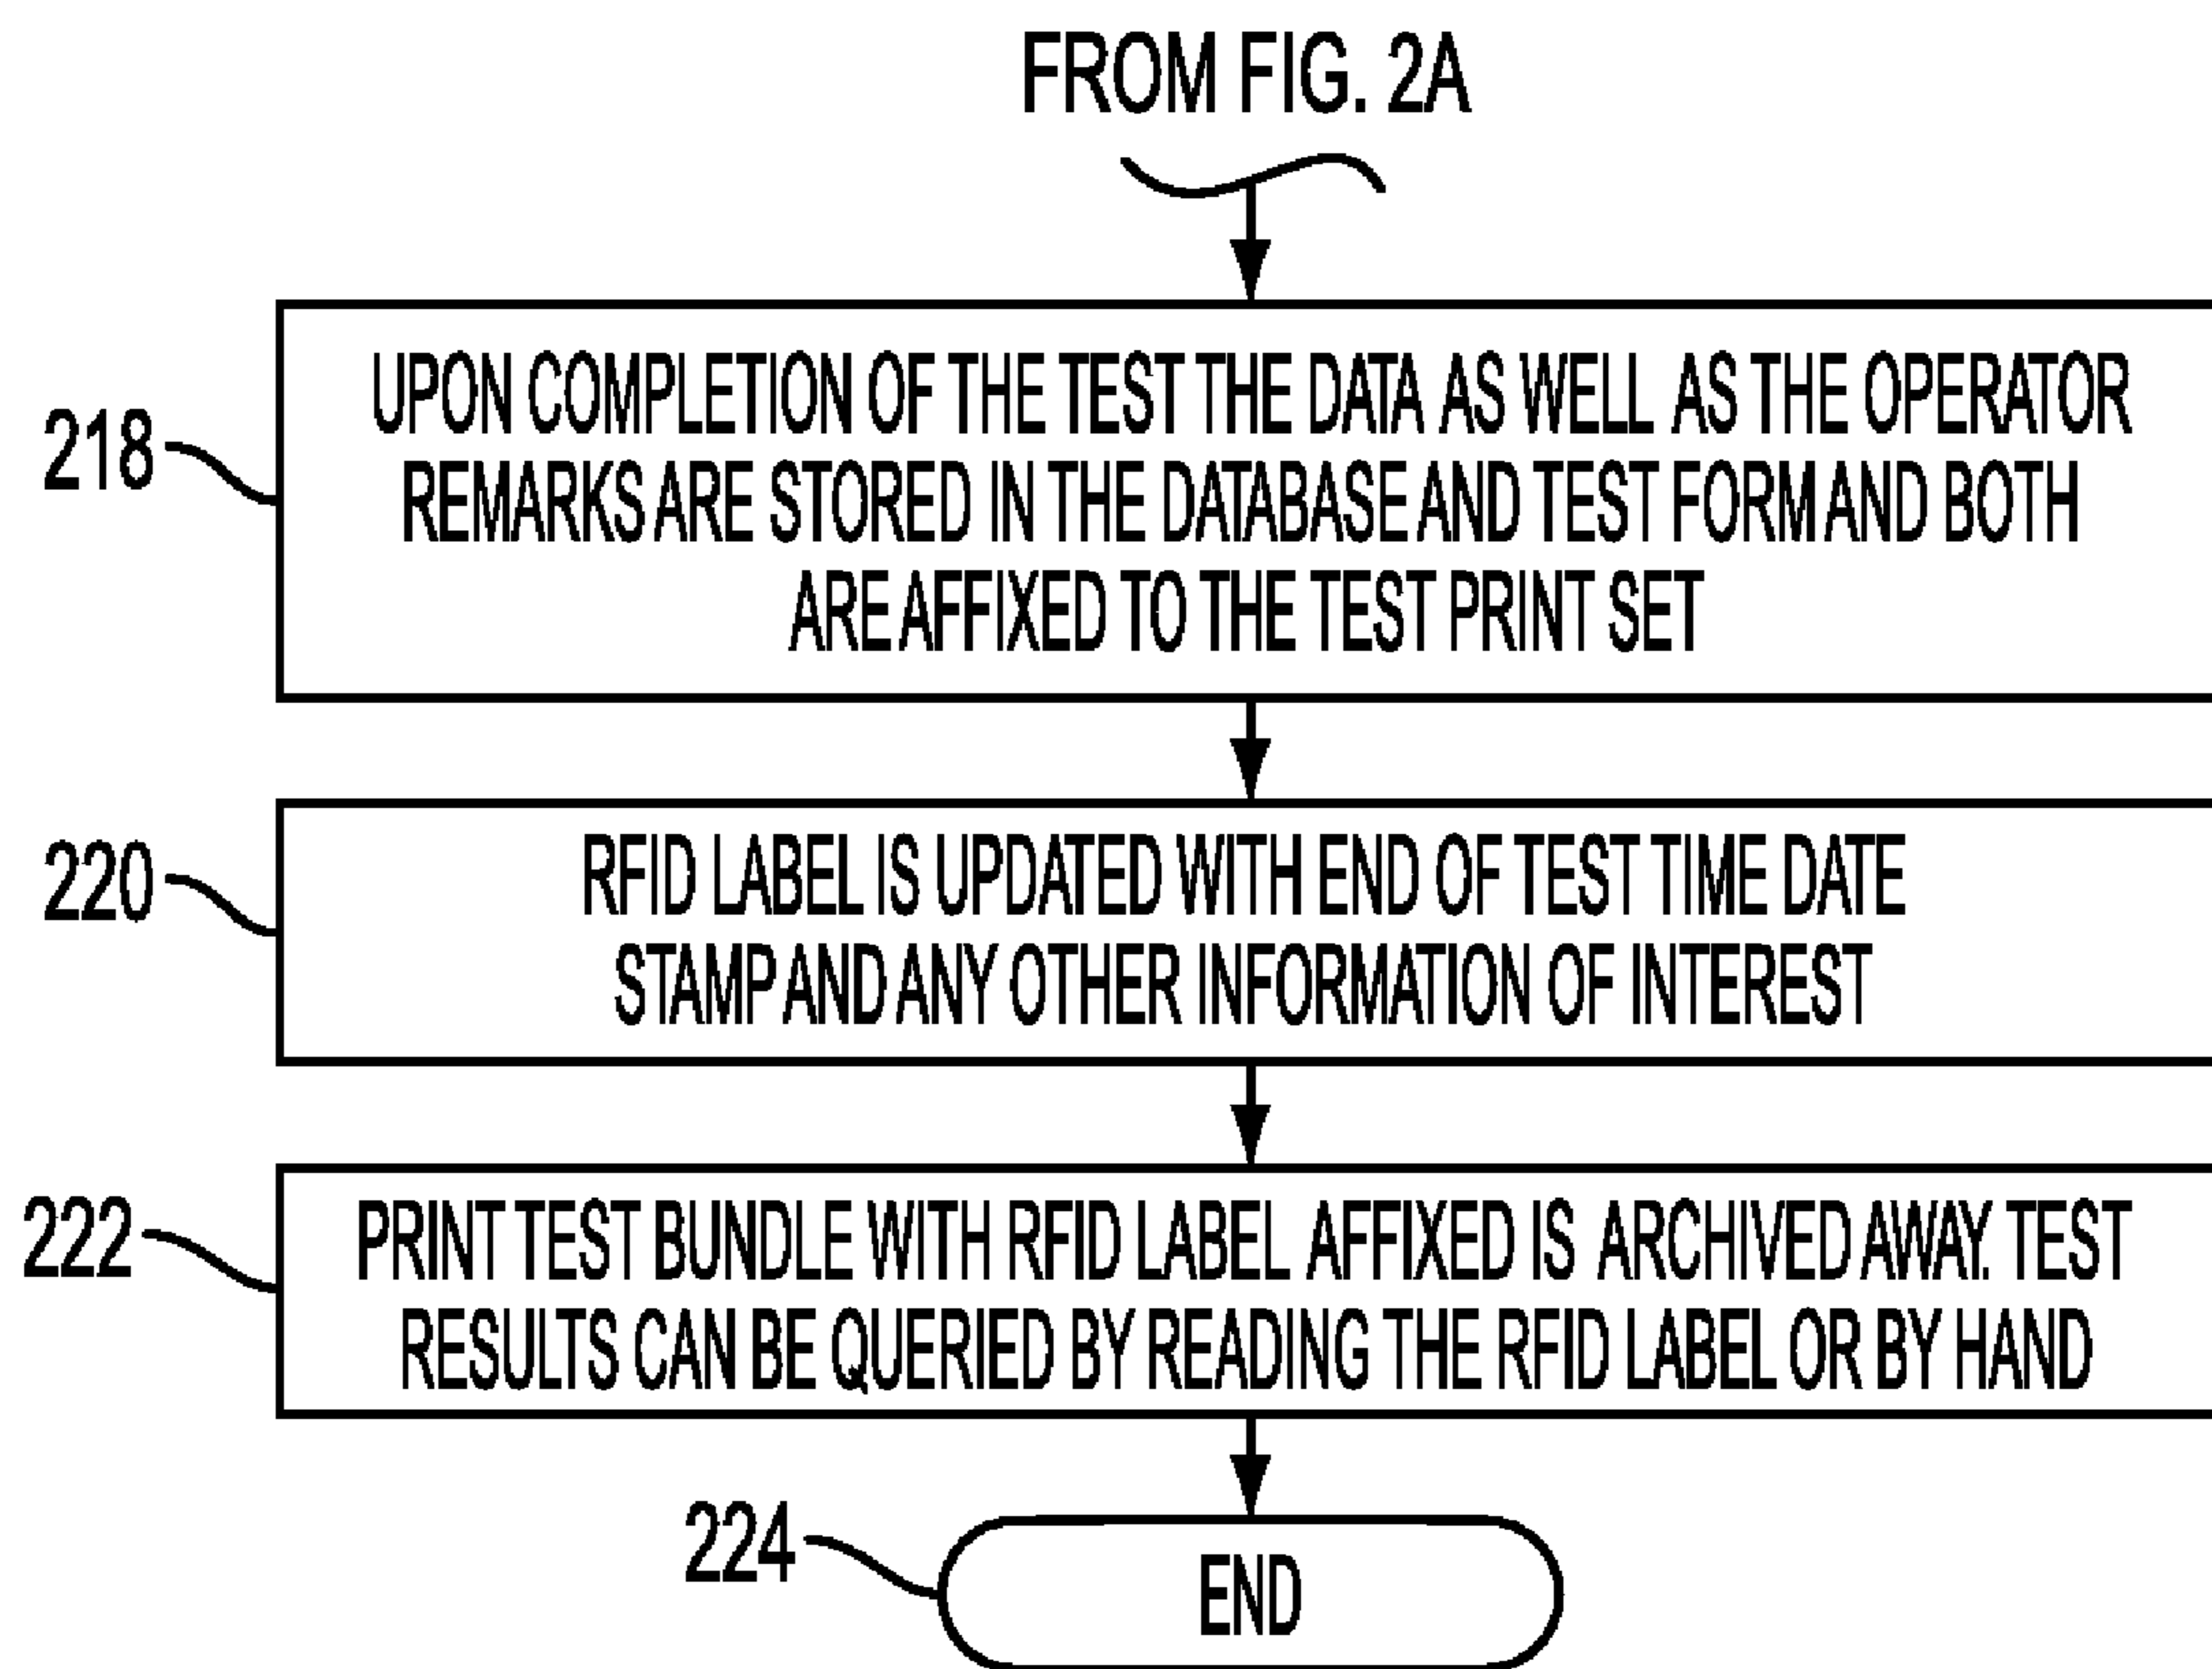 FROM FIG. 2A
218
UPON COMPLETION OF THE TEST THE DATA AS WELL AS THE OPERATOR
REMARKS ARE STORED IN THE DATABASE AND TEST FORM AND BOTH
ARE AFFIXED TO THE TEST PRINT SET
220
RFID LABEL IS UPDATED WITH END OF TEST TIME DATE
STAMP AND ANY OTHER INFORMATION OF INTEREST
222
PRINT TEST BUNDLE WITH RFID LABEL AFFIXED IS ARCHIVED AWAY. TEST
RESULTS CAN BE QUERIED BY READING THE RFID LABEL OR BY HAND
224
END